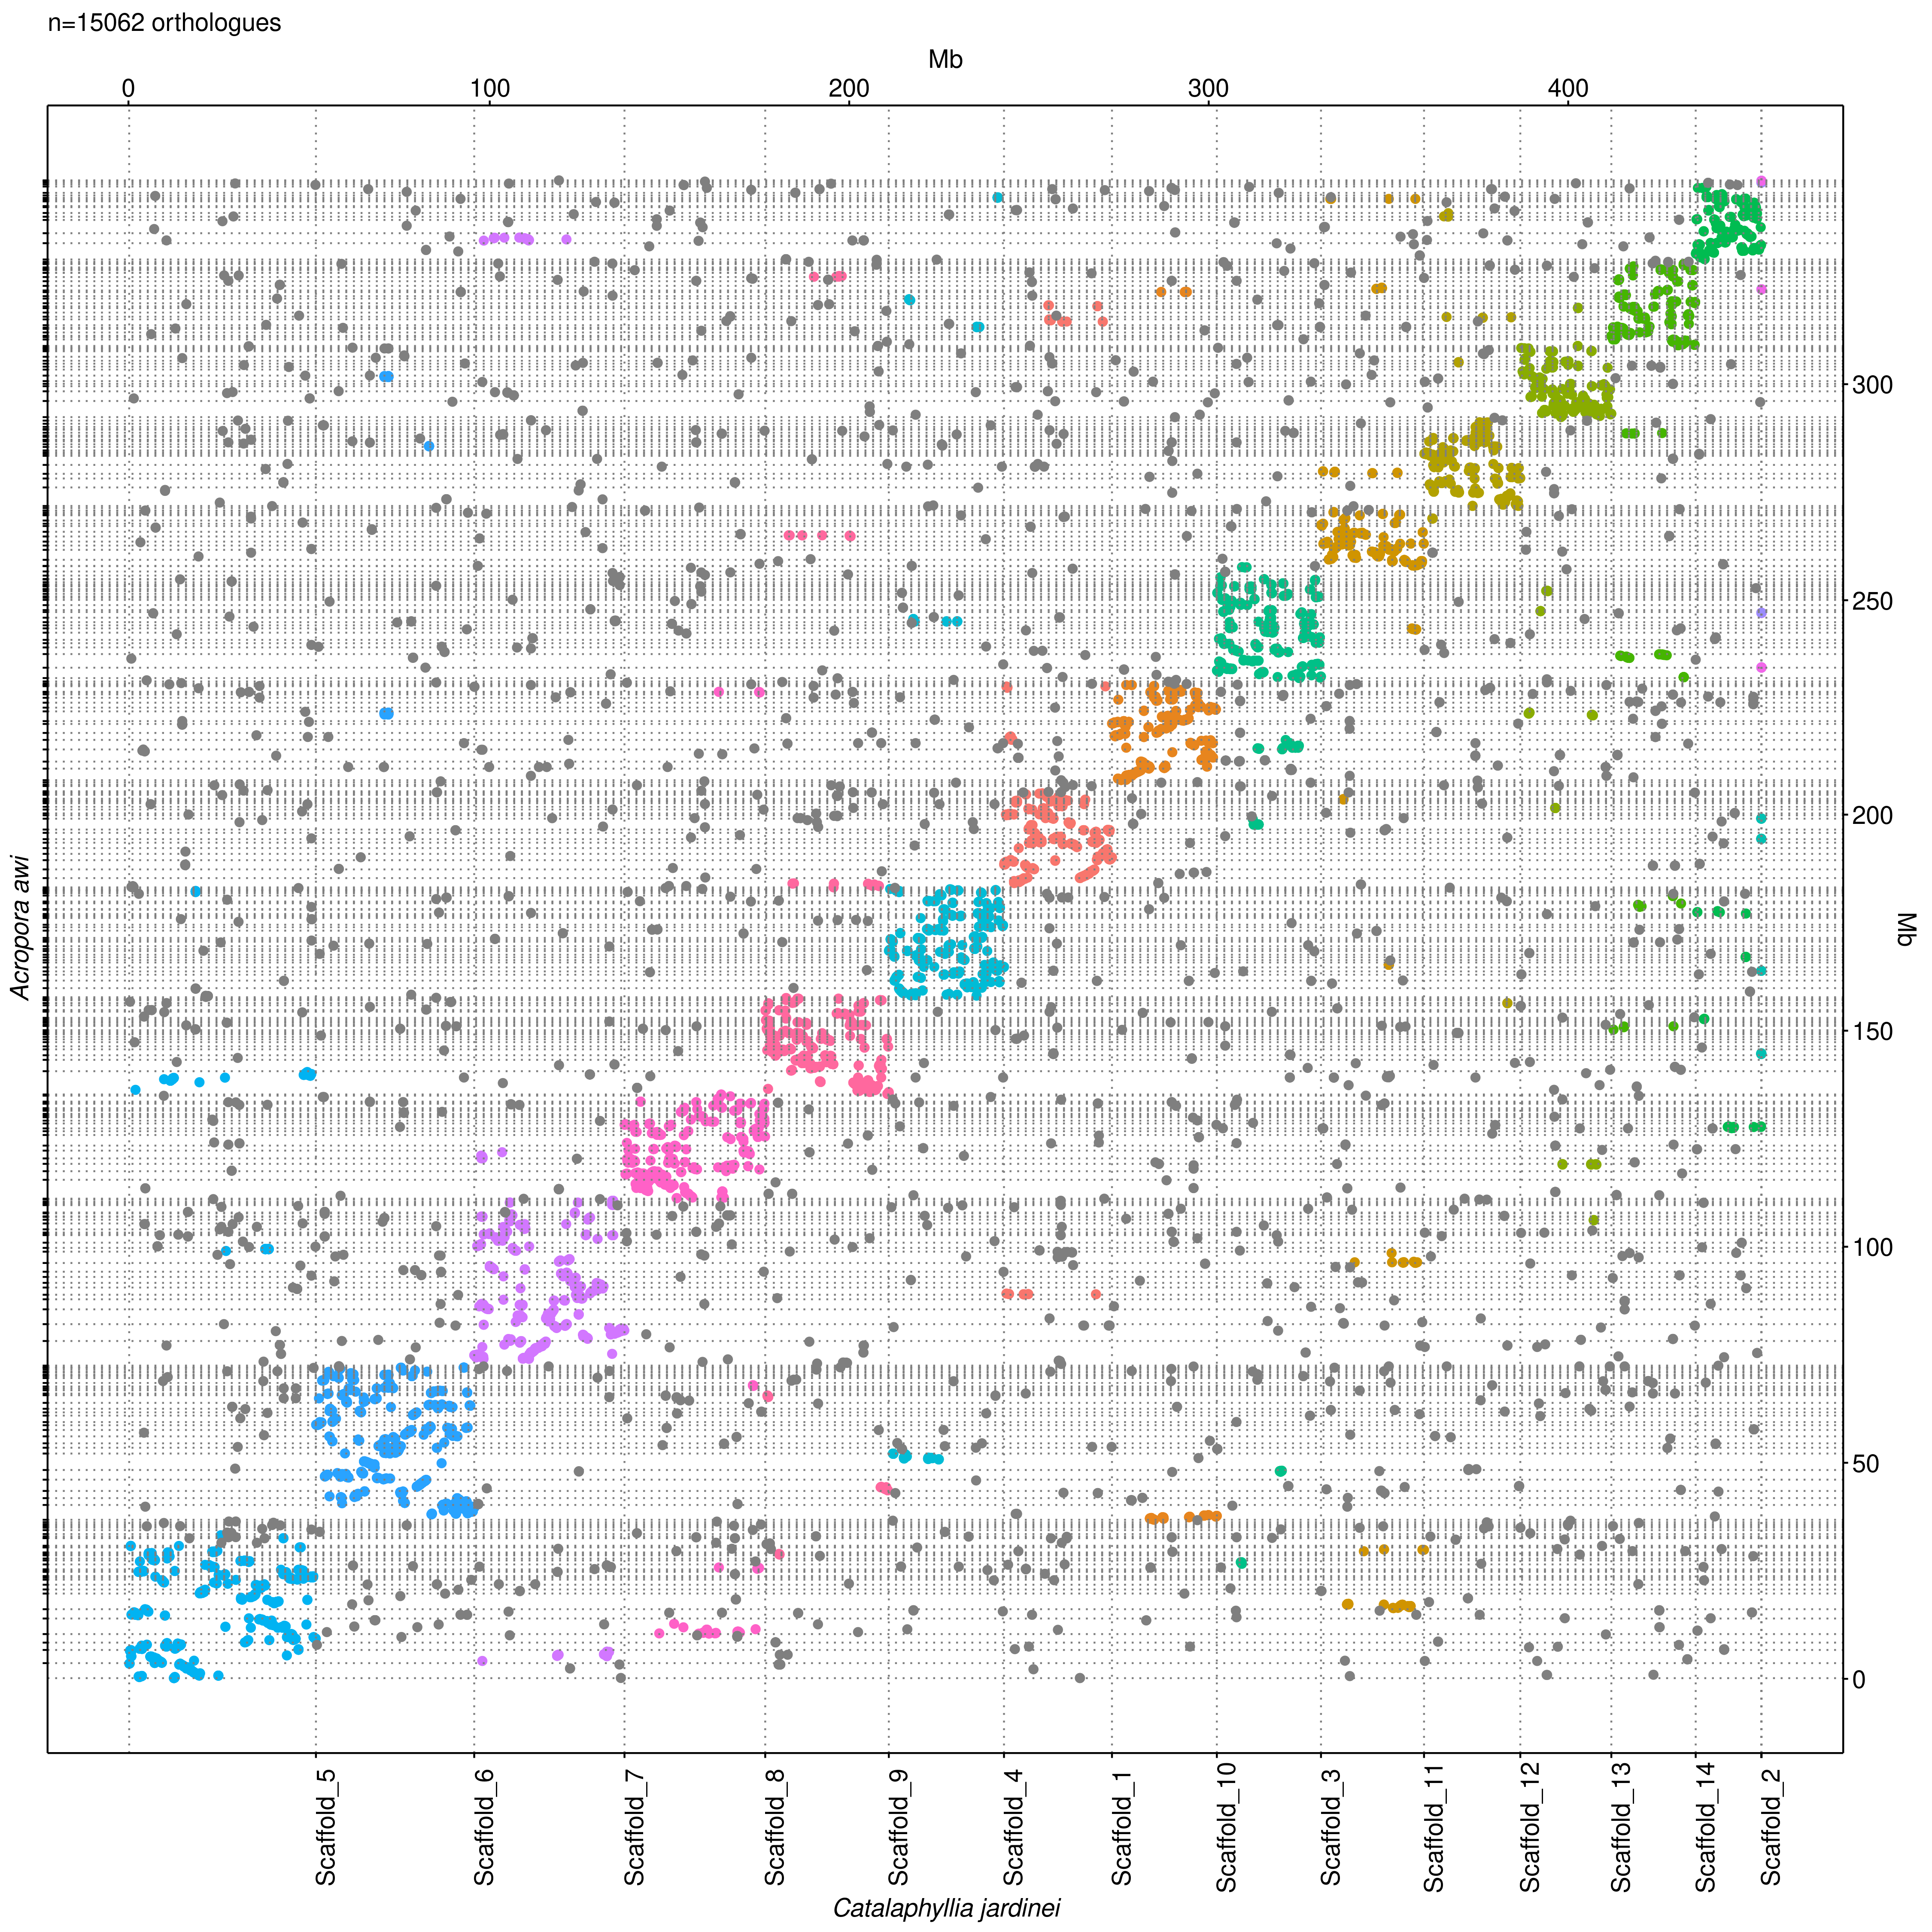 n=15062 orthologues
Mb
0 100 200 300 400
300
250
200
150
100
50
0
Mb
Acropora awi
Scaffold_5
Scaffold_6
Scaffold_7
Scaffold_8
Scaffold_9
Scaffold_4
Scaffold_1
Scaffold_10
Scaffold_3
Scaffold_11
Scaffold_12
Scaffold_13
Scaffold_14
Scaffold_2
Catalaphyllia jardinei